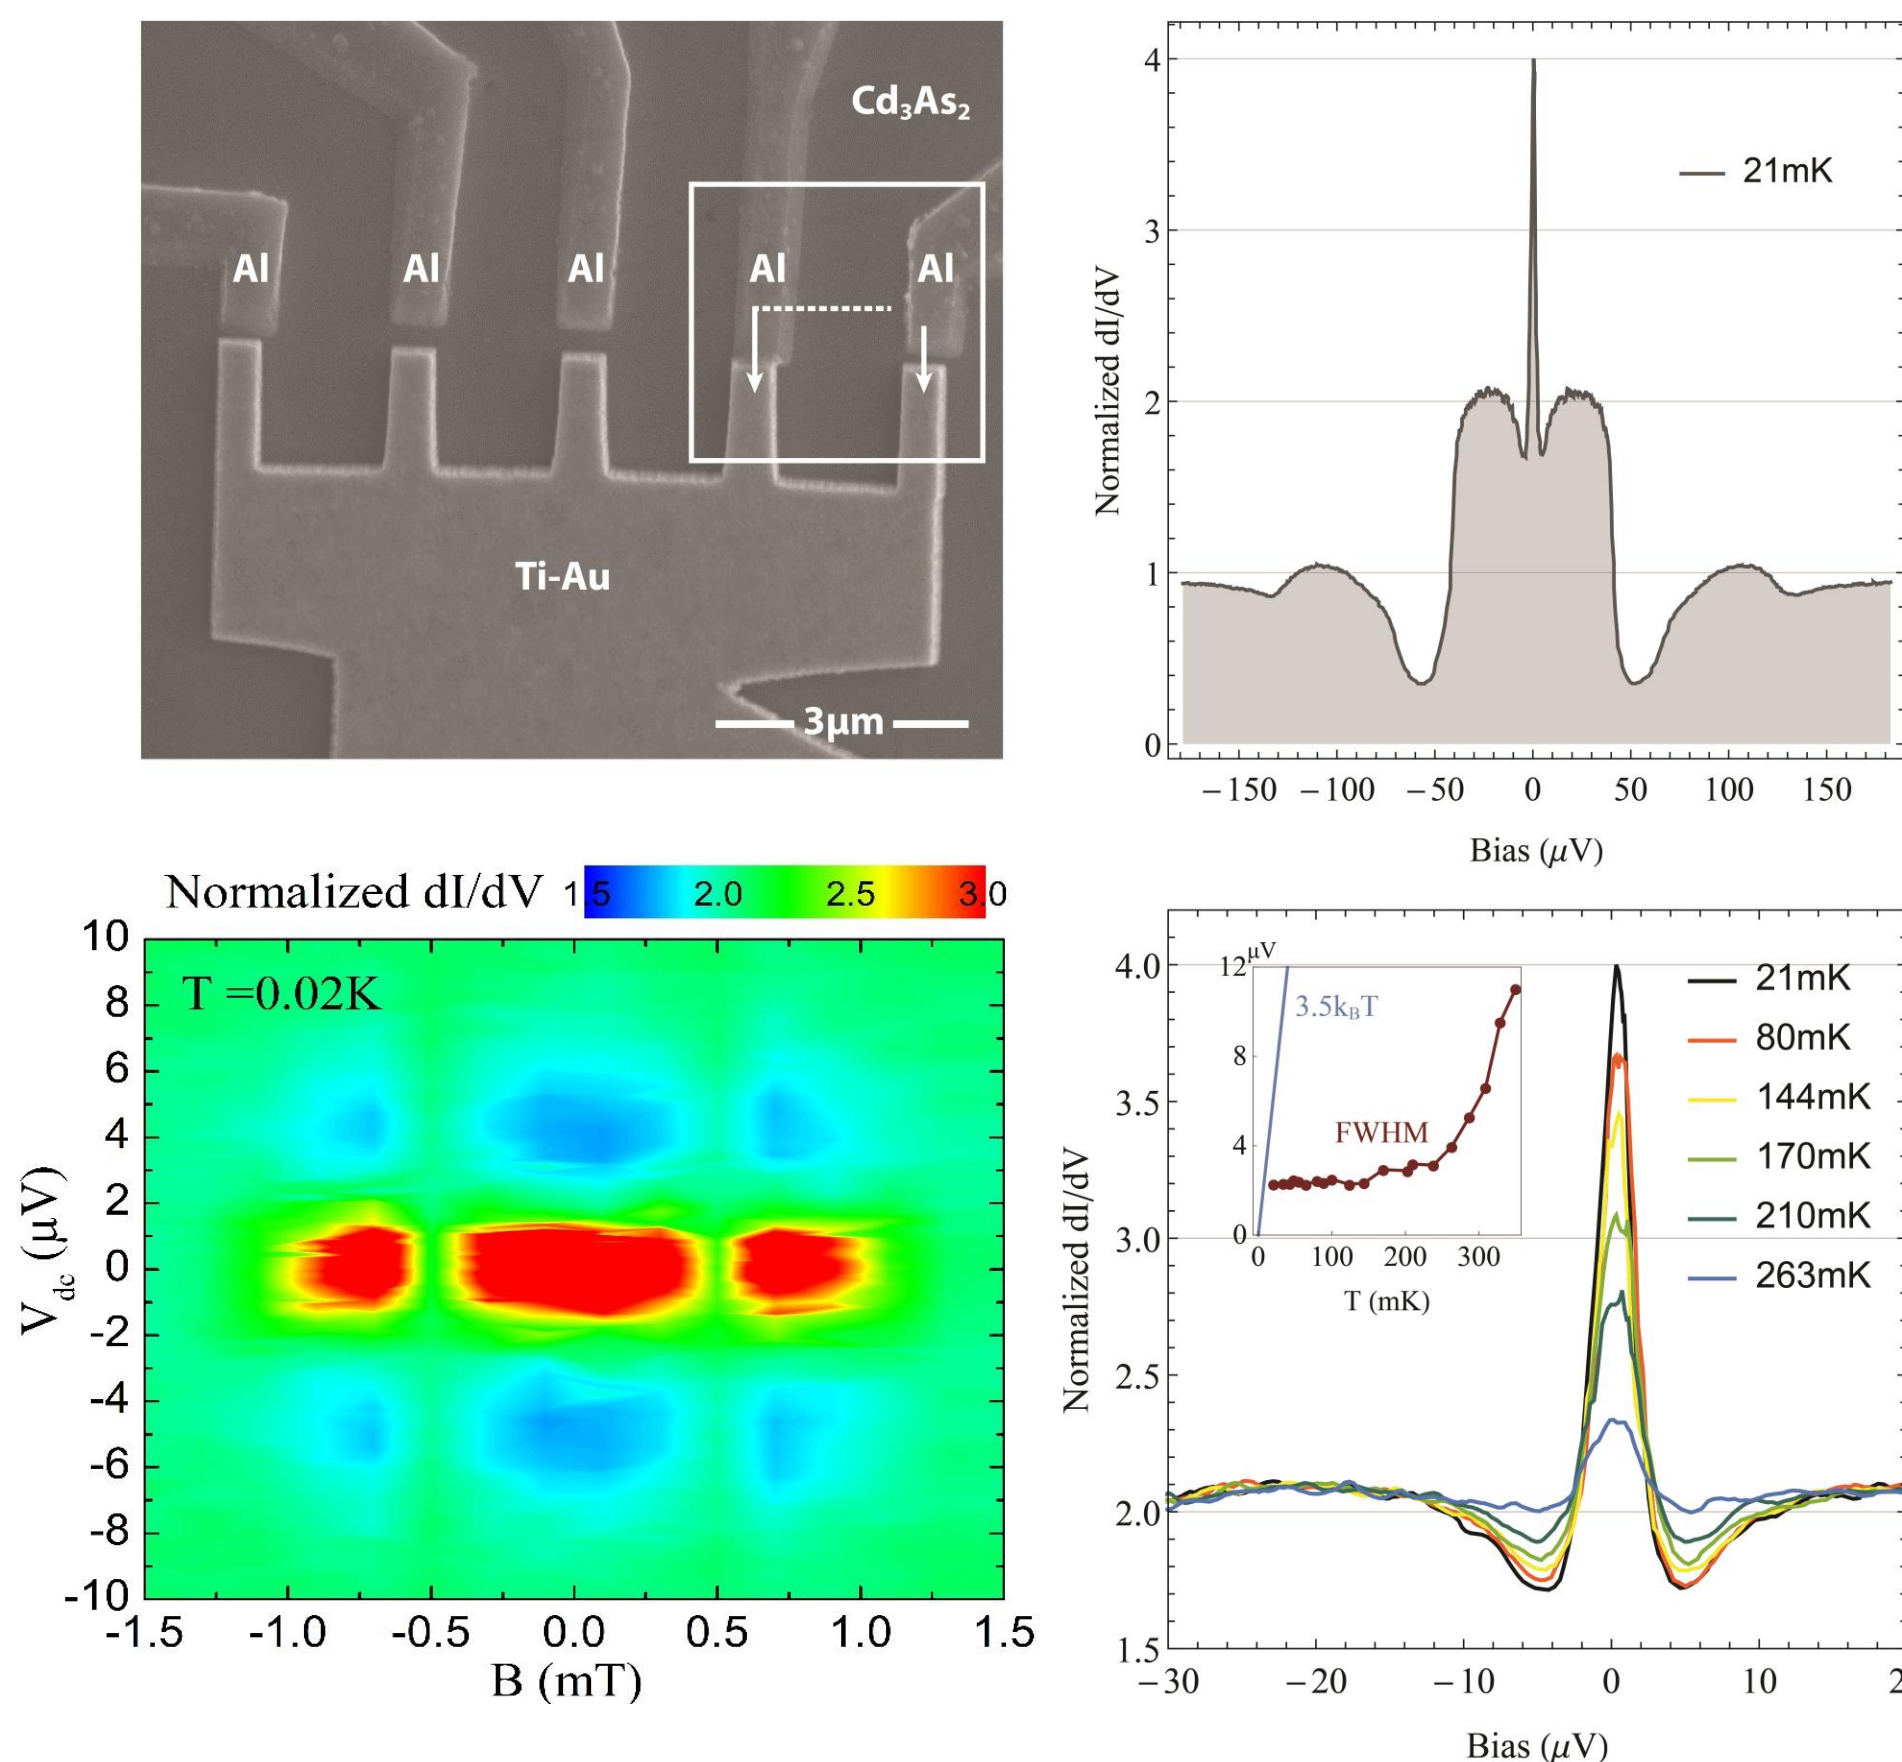 Cd₃As₂
Al Al Al Al Al
Ti-Au
3μm
4
3
2
1
0
Normalized dI/dV
21mK
−150 −100 −50 0 50 100 150
Bias (μV)
Normalized dI/dV 1.5 2.0 2.5 3.0
T =0.02K
10
8
6
4
2
0
-2
-4
-6
-8
-10
V dc (μV)
-1.5 -1.0 -0.5 0.0 0.5 1.0 1.5
B (mT)
4.0
3.5
3.0
2.5
2.0
1.5
Normalized dI/dV
μV
12
8
4
0
3.5k_BT
FWHM
0 100 200 300
T (mK)
21mK
80mK
144mK
170mK
210mK
263mK
−30 −20 −10 0 10
Bias (μV)